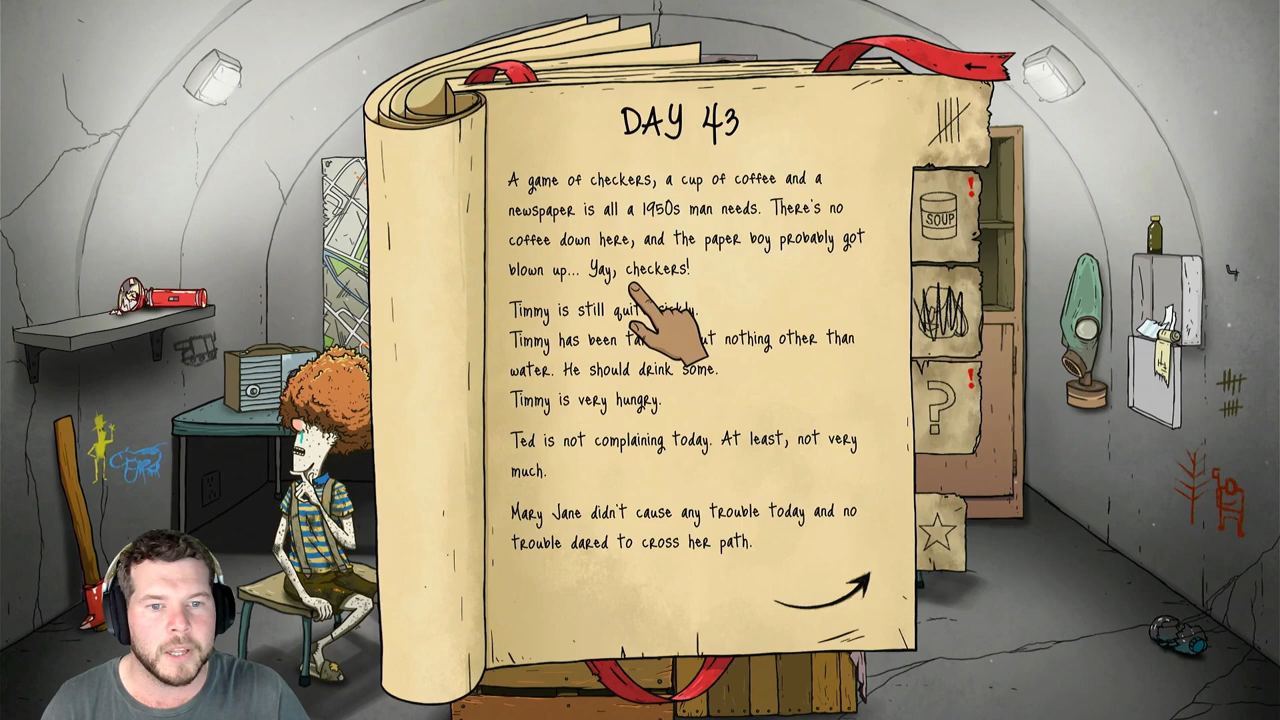 DAY 43
A game of checkers, a cup of coffee and a
newspaper is all a 1950s man needs. There's no
coffee down here, and the paper boy probably got
blown up... Yay, checkers!
Timmy is still
Timmy has been nothing other than
water. He should drink some.
Timmy is very hungry.
Ted is not complaining today. At least, not very
much.
Mary Jane didn't cause any trouble today and no
trouble dared to cross her path.
SOUP
!
?
!